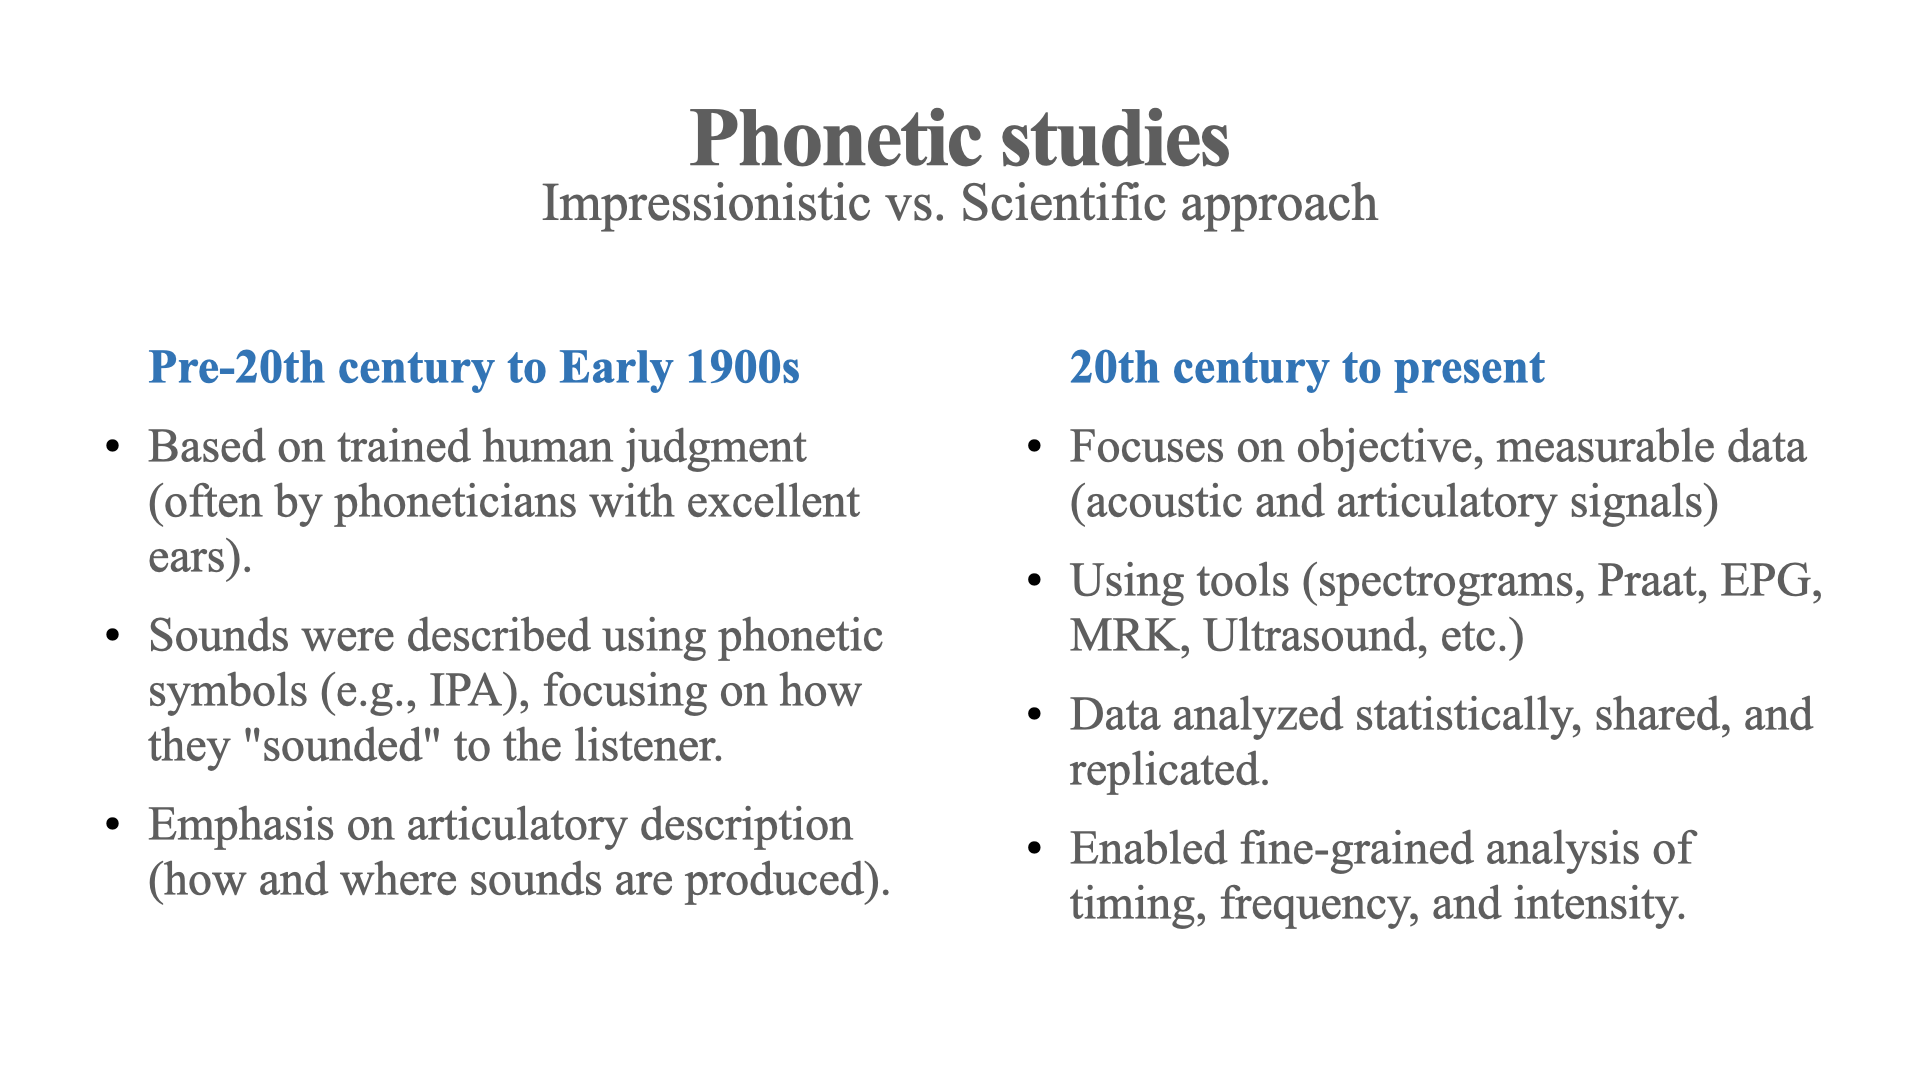 Phonetic studies
Impressionistic vs. Scientific approach
Pre-20th century to Early 1900s
• Based on trained human judgment
(often by phoneticians with excellent
ears).
• Sounds were described using phonetic
symbols (e.g., IPA), focusing on how
they "sounded" to the listener.
• Emphasis on articulatory description
(how and where sounds are produced).
20th century to present
• Focuses on objective, measurable data
(acoustic and articulatory signals)
• Using tools (spectrograms, Praat, EPG,
MRK, Ultrasound, etc.)
• Data analyzed statistically, shared, and
replicated.
• Enabled fine-grained analysis of
timing, frequency, and intensity.